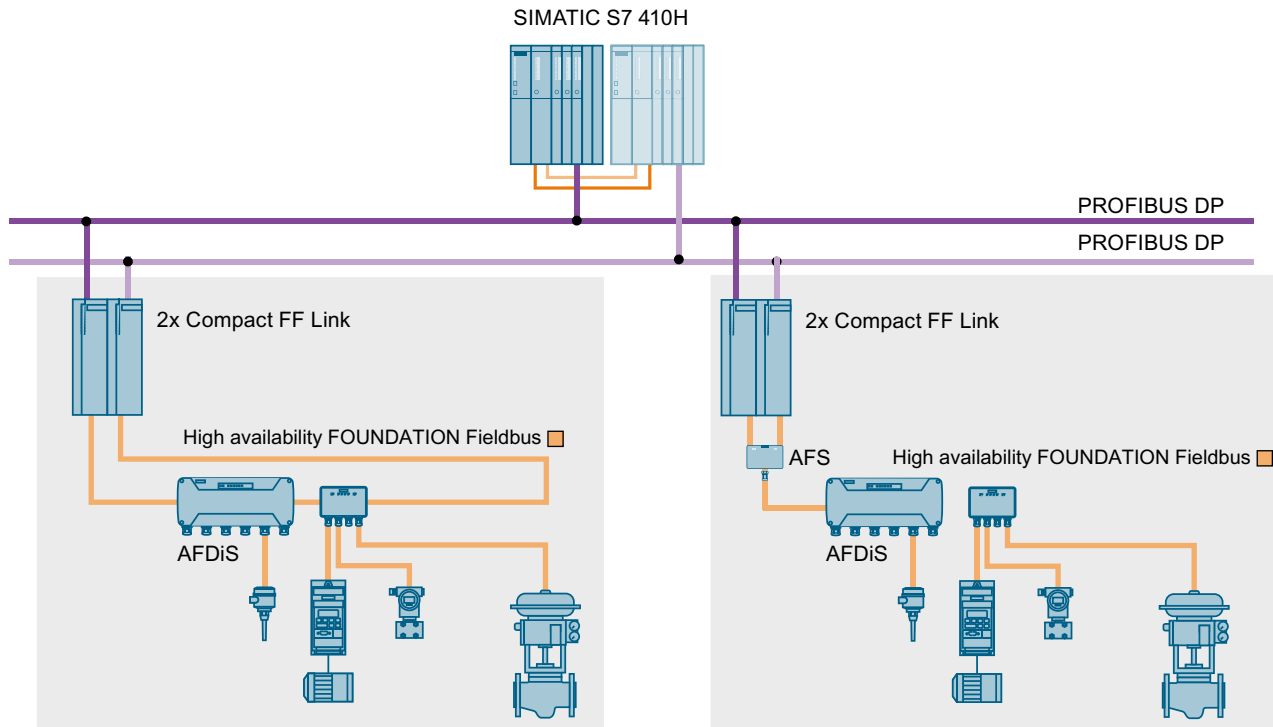 SIMATIC S7 410H
PROFIBUS DP
PROFIBUS DP
2x Compact FF Link
High availability FOUNDATION Fieldbus
AFDiS
2x Compact FF Link
AFS
High availability FOUNDATION Fieldbus
AFDiS